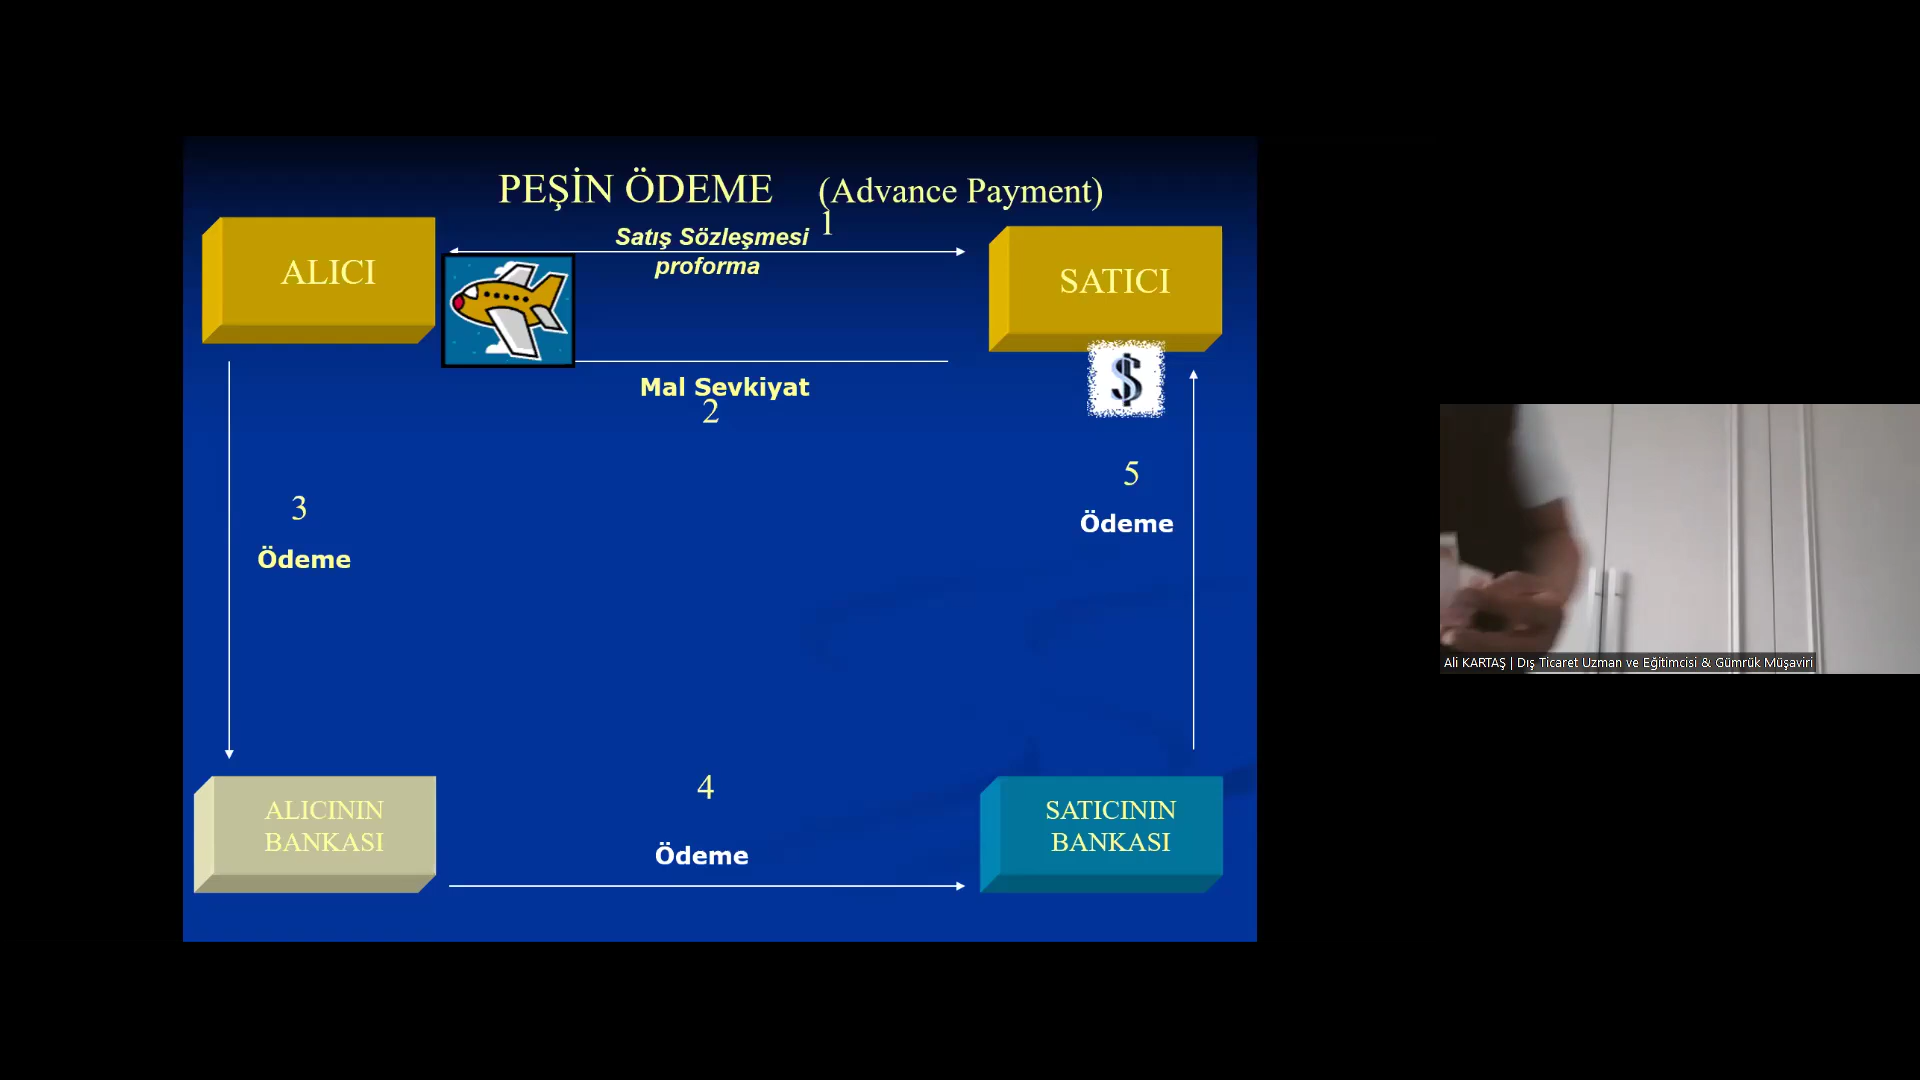 PEŞİN ÖDEME (Advance Payment)
1
Satış Sözleşmesi
proforma
ALICI
SATICI
$
Mal Sevkiyat
2
3
Ödeme
5
Ödeme
4
Ödeme
ALICININ
BANKASI
SATICININ
BANKASI
Ali KARTAŞ | Dış Ticaret Uzman ve Eğitimcisi & Gümrük Müşaviri